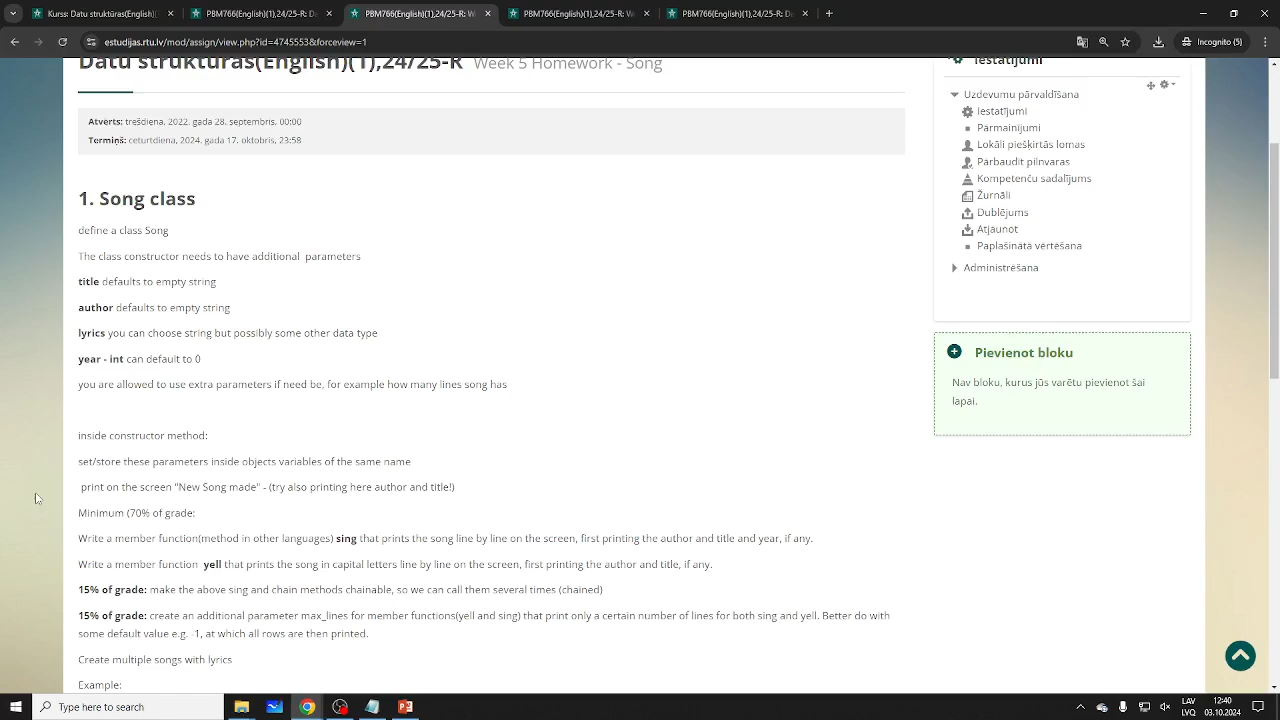 Kurss Datu struktūras(English)(1)
PBM766(English)(1),24/25-R: D
PBM766(English)(1),24/25-R: W
PBM766(English)(1),24/25-R: W
PBM766(English)(1),24/25-R: D
estudijas.rtu.lv/mod/assign/view.php?id=4745553&forceview=1
Incognito (5)
Datu struktūras(English)(1),24/25-R Week 5 Homework - Song
Atvērts: trešdiena, 2022. gada 28. septembris, 00:00
Termiņš: ceturtdiena, 2024. gada 17. oktobris, 23:58
1. Song class
define a class Song
The class constructor needs to have additional parameters
title defaults to empty string
author defaults to empty string
lyrics you can choose string but possibly some other data type
year - int can default to 0
you are allowed to use extra parameters if need be, for example how many lines song has
inside constructor method:
set/store these parameters inside objects variables of the same name
print on the screen "New Song made" - (try also printing here author and title!)
Minimum (70% of grade:
Write a member function(method in other languages) sing that prints the song line by line on the screen, first printing the author and title and year, if any.
Write a member function yell that prints the song in capital letters line by line on the screen, first printing the author and title, if any.
15% of grade: make the above sing and chain methods chainable, so we can call them several times (chained)
15% of grade: create an additional parameter max_lines for member functions(yell and sing) that print only a certain number of lines for both sing and yell. Better do with
some default value e.g. -1, at which all rows are then printed.
Create multiple songs with lyrics
Example:
Iestatījumi
Uzdevumu pārvaldīšana
Iestatījumi
Pārmainījumi
Lokāli piešķirtās lomas
Pārbaudīt pilnvaras
Kompetenču sadalījums
Žurnāli
Dublējums
Atjaunot
Paplašinātā vērtēšana
Administrēšana
Pievienot bloku
Nav bloku, kurus jūs varētu pievienot šai
lapai.
Type here to search
LAV
LVO
12:40
03.10.2024